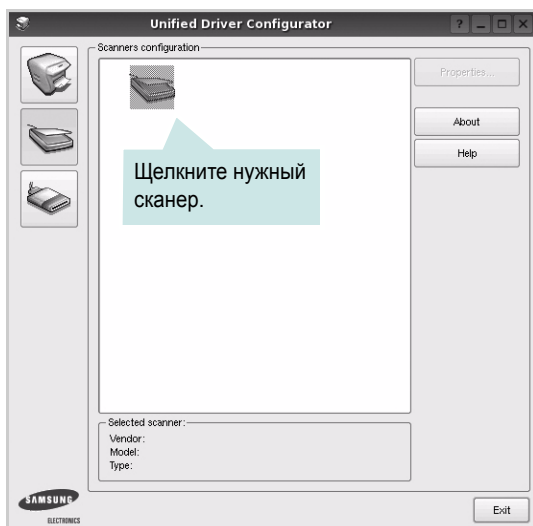 Unified Driver Configurator
Scanners configuration
Properties...
About
Help
Щелкните нужный
сканер.
Selected scanner:
Vendor:
Model:
Type:
SAMSUNG
ELECTRONICS
Exit